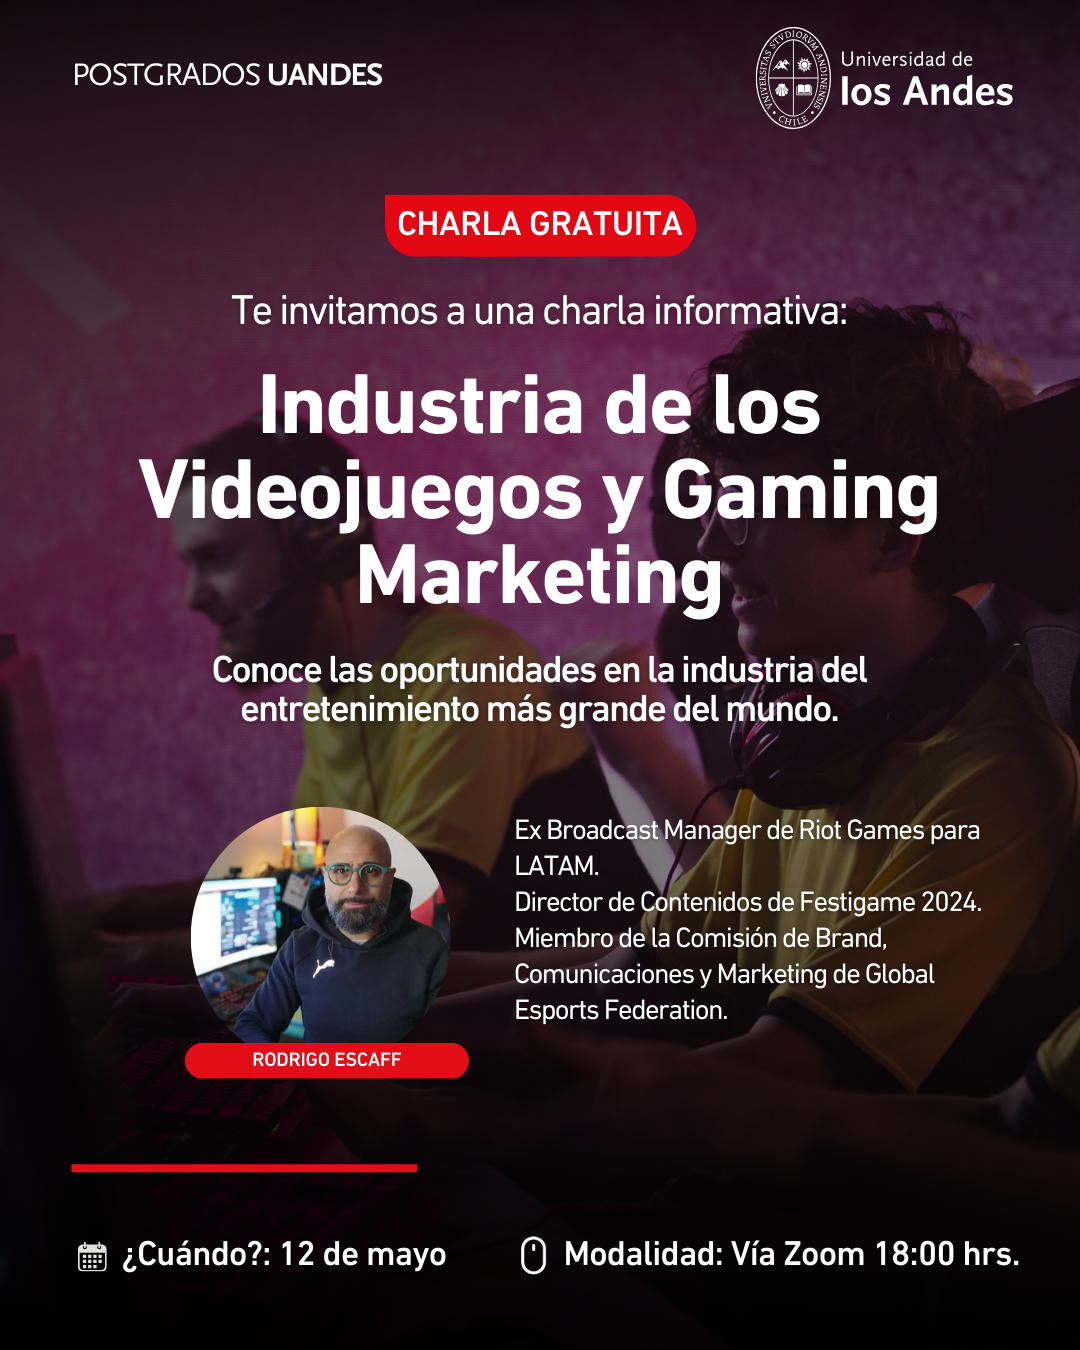 POSTGRADOS UANDES
UNIVERSITAS STVDIORVM ANDINENSIS
• CHILE •
Universidad de
los Andes
CHARLA GRATUITA
Te invitamos a una charla informativa:
Industria de los
Videojuegos y Gaming
Marketing
Conoce las oportunidades en la industria del
entretenimiento más grande del mundo.
Ex Broadcast Manager de Riot Games para
LATAM.
Director de Contenidos de Festigame 2024.
Miembro de la Comisión de Brand,
Comunicaciones y Marketing de Global
Esports Federation.
RODRIGO ESCAFF
¿Cuándo?: 12 de mayo
Modalidad: Vía Zoom 18:00 hrs.